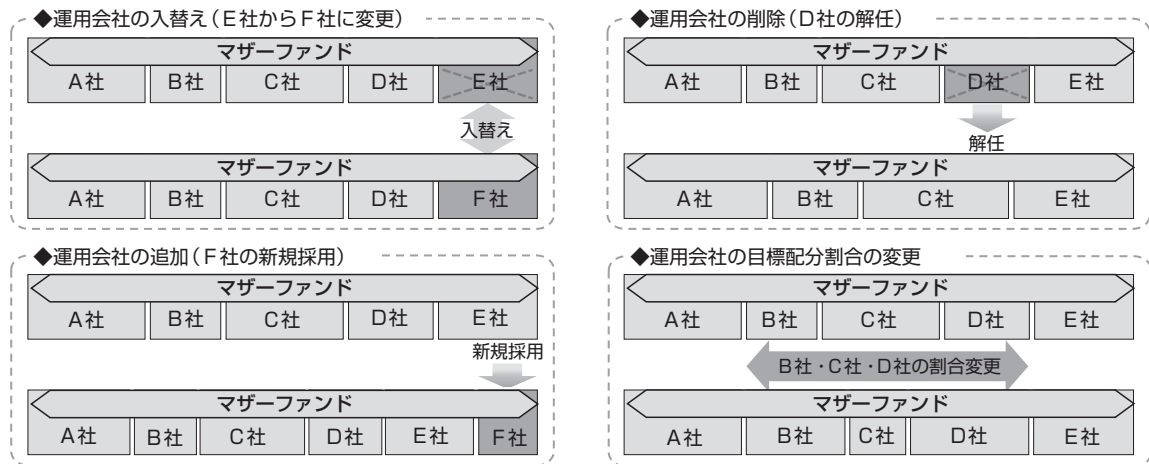 ◆運用会社の入替え(E社からF社に変更)
マザーファンド
A社 B社 C社 D社 E社
入替え
マザーファンド
A社 B社 C社 D社 F社
◆運用会社の削除(D社の解任)
マザーファンド
A社 B社 C社 D社 E社
解任
マザーファンド
A社 B社 C社 E社
◆運用会社の追加(F社の新規採用)
マザーファンド
A社 B社 C社 D社 E社
新規採用
マザーファンド
A社 B社 C社 D社 E社 F社
◆運用会社の目標配分割合の変更
マザーファンド
A社 B社 C社 D社 E社
B社・C社・D社の割合変更
マザーファンド
A社 B社 C社 D社 E社